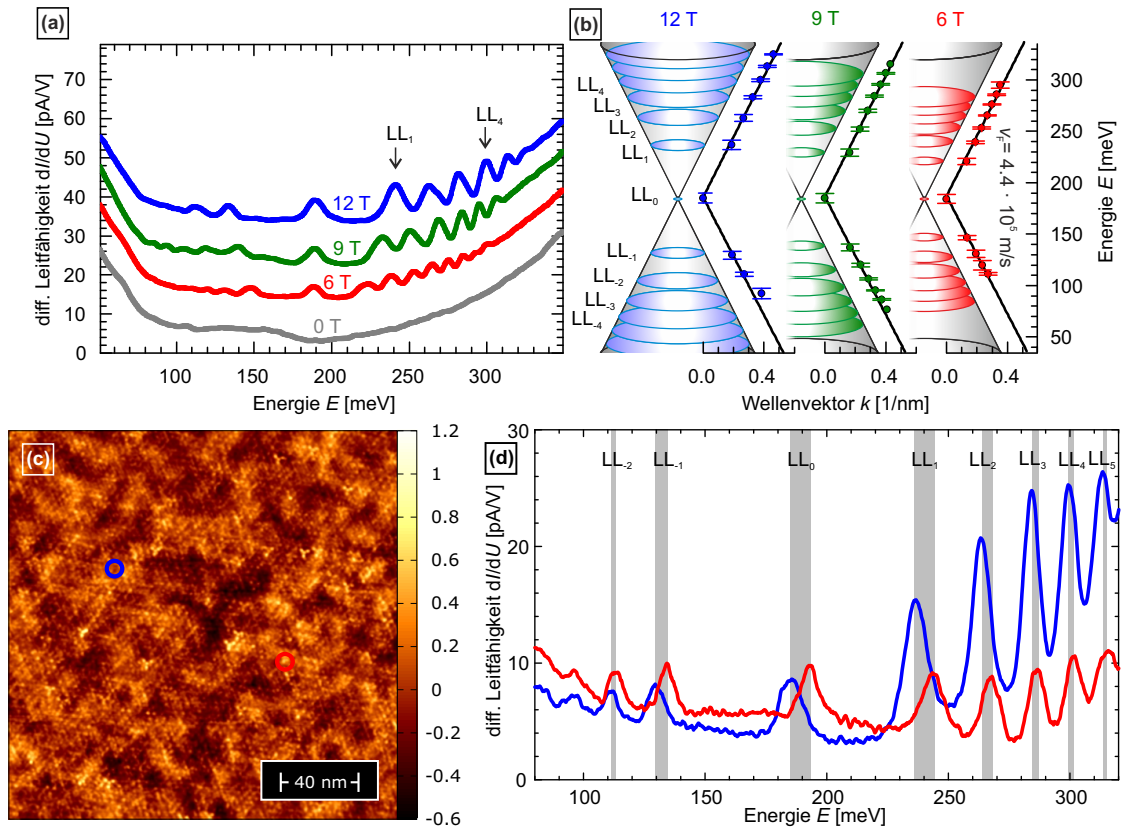 (a)
diff. Leitfähigkeit dI/dU [pA/V]
70
60
50
40
30
20
10
0
LL1
LL4
12 T
9 T
6 T
0 T
100 150 200 250 300
Energie E [meV]
(b)
12 T 9 T 6 T
LL4
LL3
LL2
LL1
LL0
LL-1
LL-2
LL-3
LL-4
vF = 4.4 · 10⁵ m/s
300
250
200
150
100
50
Energie E [meV]
0.0 0.4 0.0 0.4 0.0 0.4
Wellenvektor k [1/nm]
(c)
40 nm
1.2
1
0.8
0.6
0.4
0.2
0
-0.2
-0.4
-0.6
(d)
diff. Leitfähigkeit dI/dU [pA/V]
30
20
10
0
LL-2 LL-1 LL0 LL1 LL2 LL3 LL4 LL5
100 150 200 250 300
Energie E [meV]